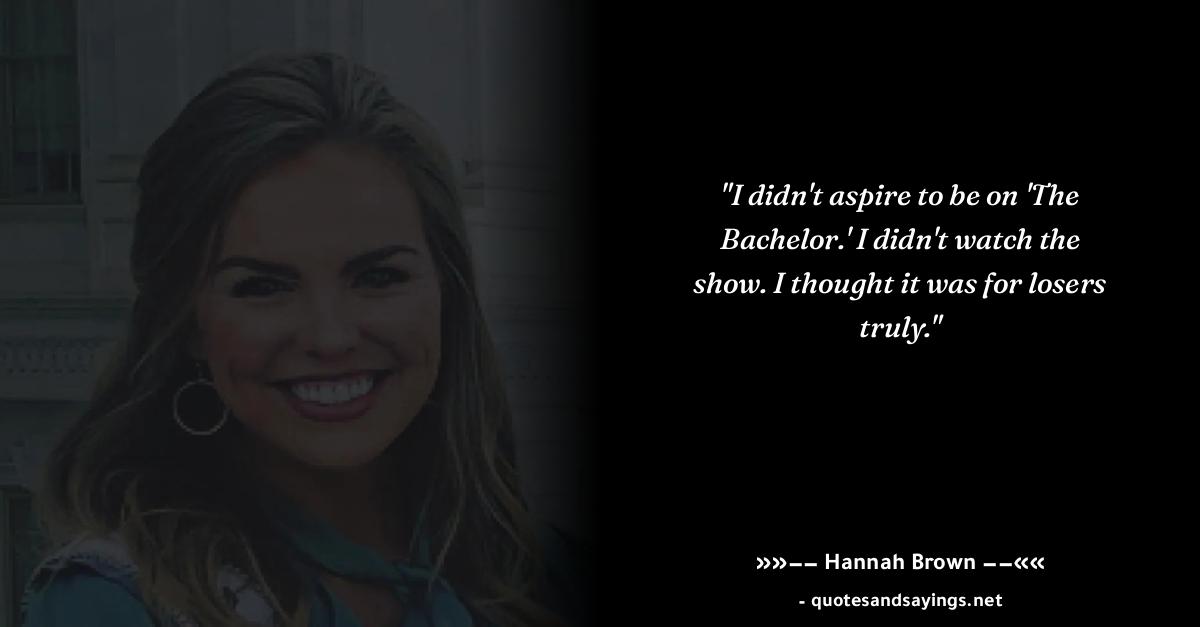 "I didn't aspire to be on 'The
Bachelor.' I didn't watch the
show. I thought it was for losers
truly."
»»—— Hannah Brown ——««
- quotesandsayings.net